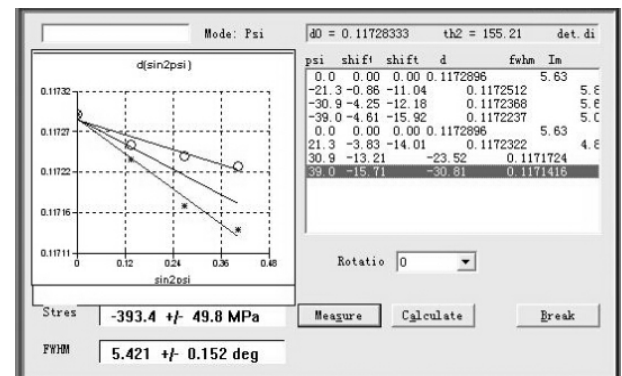 Mode: Psi
d0 = 0.11728333 th2 = 155.21 det. di
d(sin2psi)
0.11732
0.11727
0.11722
0.11716
0.11711
0 0.12 0.24 0.36 0.48
sin2psi
psi shift shift d fwhm Im
0.0 0.00 0.00 0.1172896 5.63
-21.3 -0.86 -11.04 0.1172512 5.8
-30.9 -4.25 -12.18 0.1172368 5.6
-39.0 -4.61 -15.92 0.1172237 5.0
0.0 0.00 0.00 0.1172896 5.63
21.3 -3.83 -14.01 0.1172322 4.8
30.9 -13.21 -23.52 0.1171724
39.0 -15.71 -30.81 0.1171416
Rotatio 0
Stres -393.4 +/- 49.8 MPa
Measure Calculate Break
FWHM 5.421 +/- 0.152 deg